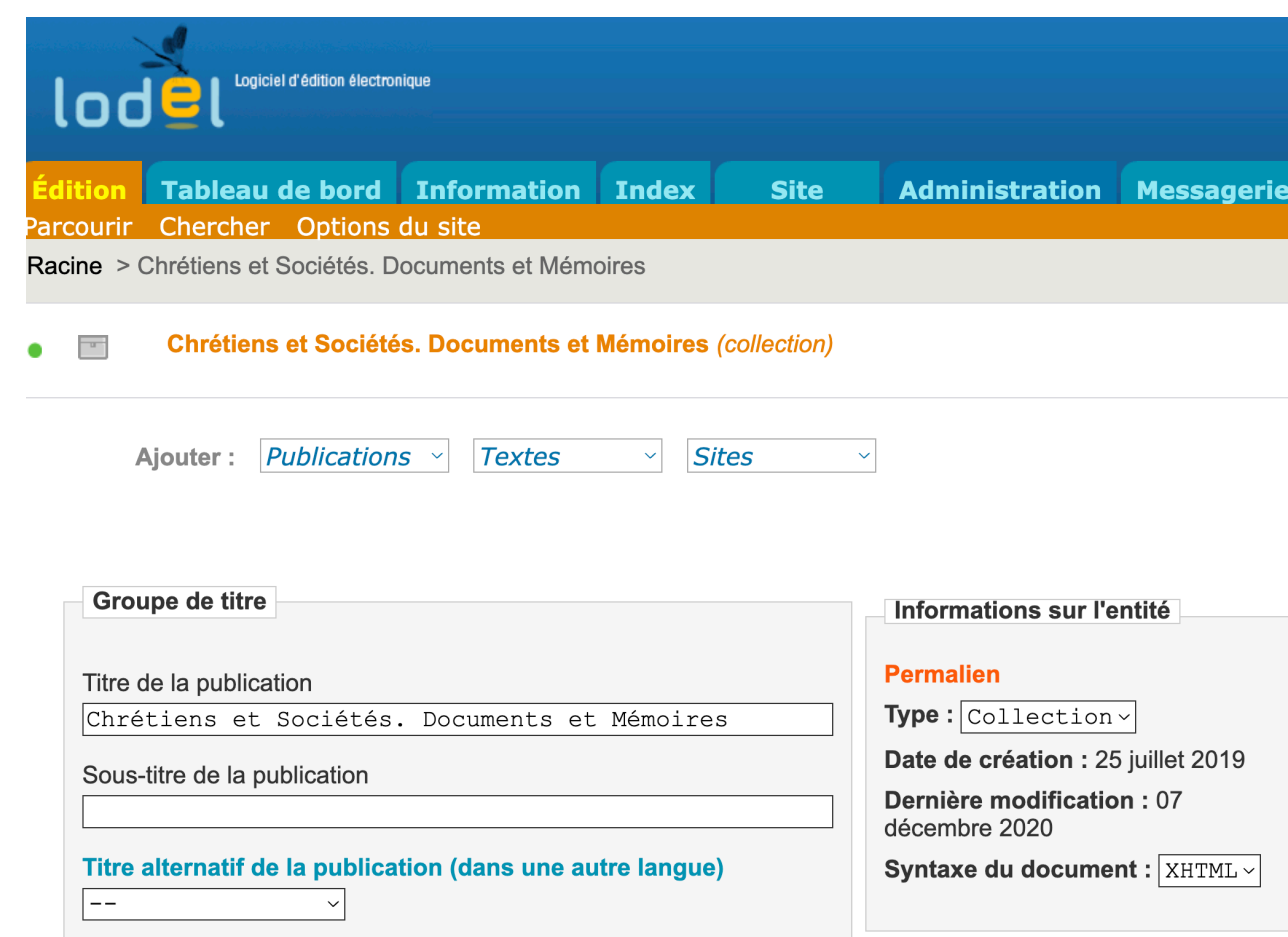 lodel Logiciel d'édition électronique
Édition Tableau de bord Information Index Site Administration Messagerie
Parcourir Chercher Options du site
Racine > Chrétiens et Sociétés. Documents et Mémoires
Chrétiens et Sociétés. Documents et Mémoires (collection)
Ajouter : Publications Textes Sites
Groupe de titre
Titre de la publication
Chrétiens et Sociétés. Documents et Mémoires
Sous-titre de la publication
Titre alternatif de la publication (dans une autre langue)
--
Informations sur l'entité
Permalien
Type : Collection
Date de création : 25 juillet 2019
Dernière modification : 07
décembre 2020
Syntaxe du document : XHTML